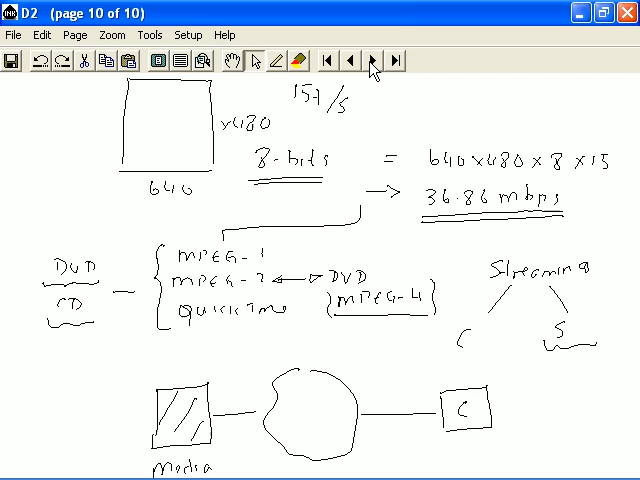 D2 (page 10 of 10)
File Edit Page Zoom Tools Setup Help
15f/s
x480
640
8-bits = 640x480x8x15
→ 36.86 mbps
DVD
CD
MPEG-1
MPEG-2 ↔ DVD
QuickTime
MPEG-4
Streaming
C S
Media
C